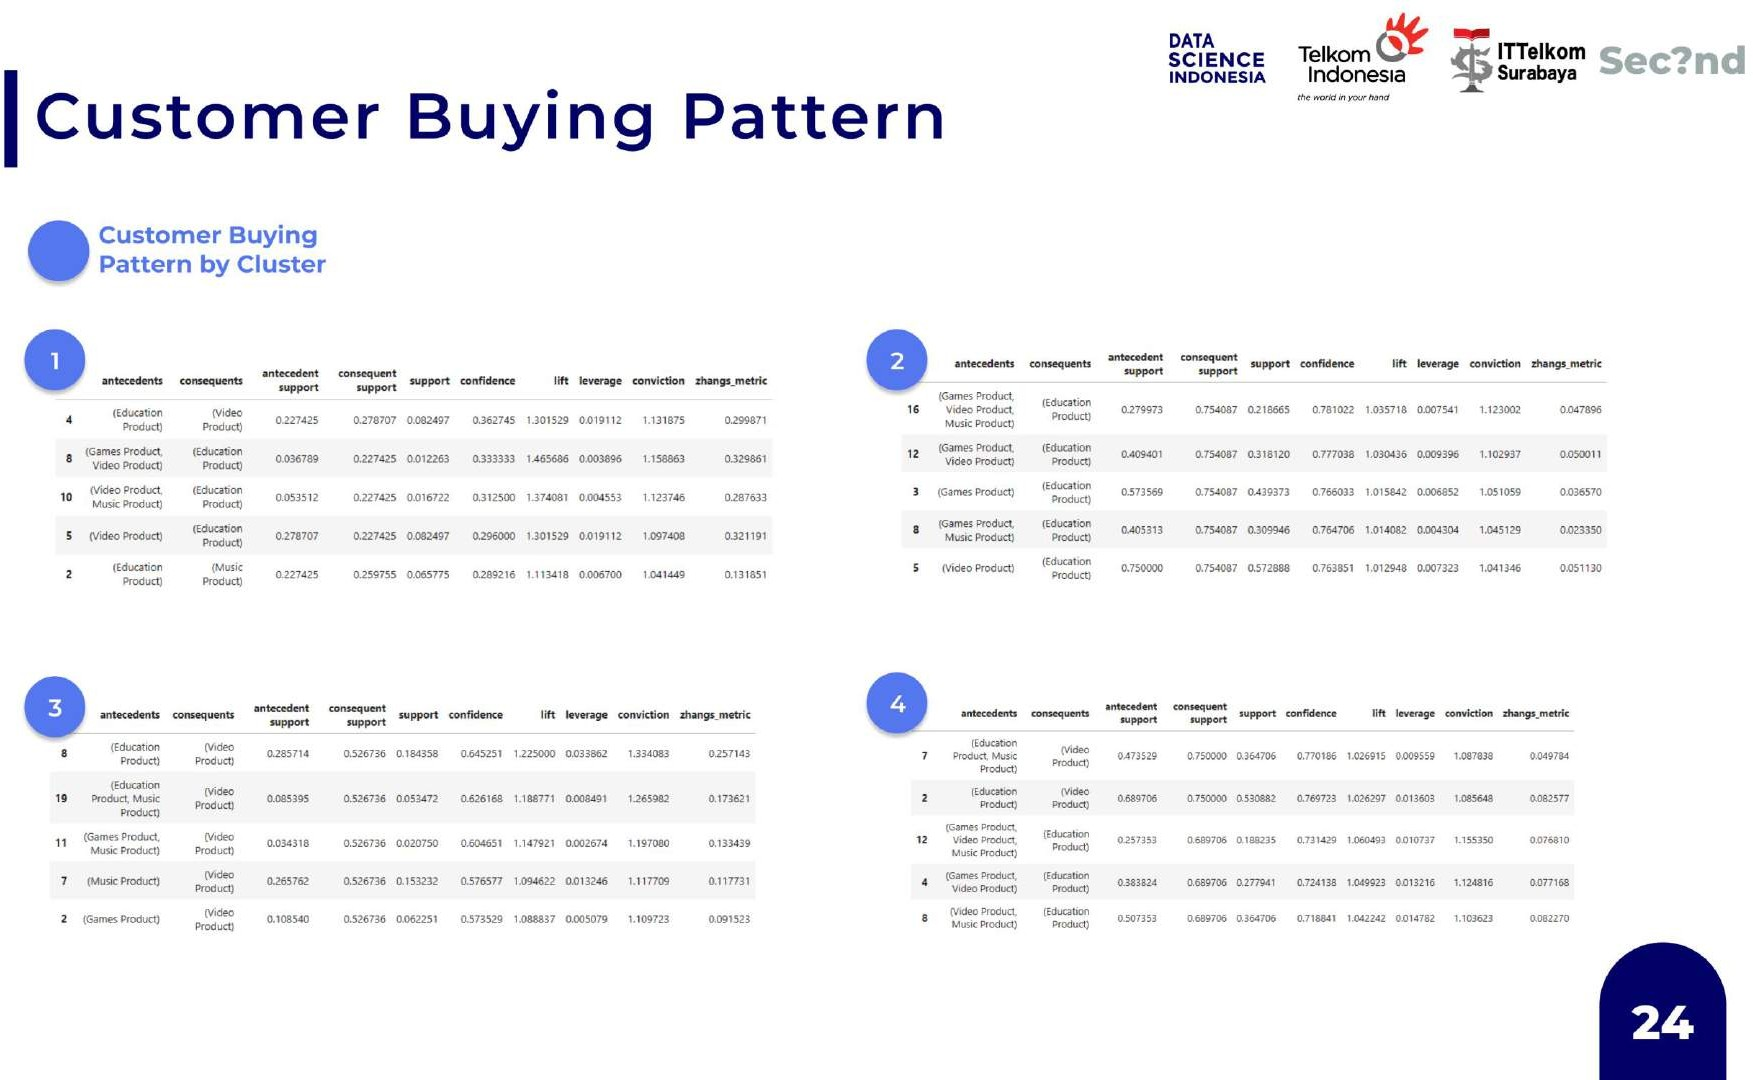 DATA
SCIENCE
INDONESIA
Telkom
Indonesia
the world in your hand
ITTelkom
Surabaya
Sec?nd
Customer Buying Pattern
Customer Buying
Pattern by Cluster
1
antecedents consequents antecedent support consequent support support confidence lift leverage conviction zhangs_metric
4 (Education Product) (Video Product) 0.227425 0.278707 0.082497 0.362745 1.301529 0.019112 1.131875 0.299871
8 (Games Product, Video Product) (Education Product) 0.036789 0.227425 0.012263 0.333333 1.465686 0.003896 1.158863 0.329861
10 (Video Product, Music Product) (Education Product) 0.053512 0.227425 0.016722 0.312500 1.374081 0.004553 1.123746 0.287633
5 (Video Product) (Education Product) 0.278707 0.227425 0.082497 0.296000 1.301529 0.019112 1.097408 0.321191
2 (Education Product) (Music Product) 0.227425 0.259755 0.065775 0.289216 1.113418 0.006700 1.041449 0.131851
2
antecedents consequents antecedent support consequent support support confidence lift leverage conviction zhangs_metric
16 (Games Product, Video Product, Music Product) (Education Product) 0.279973 0.754087 0.218665 0.781022 1.035718 0.007541 1.123002 0.047896
12 (Games Product, Video Product) (Education Product) 0.409401 0.754087 0.318120 0.777038 1.030436 0.009396 1.102937 0.050011
3 (Games Product) (Education Product) 0.573569 0.754087 0.439373 0.766033 1.015842 0.006852 1.051059 0.036570
8 (Games Product, Music Product) (Education Product) 0.405313 0.754087 0.309946 0.764706 1.014082 0.004304 1.045129 0.023350
5 (Video Product) (Education Product) 0.750000 0.754087 0.572888 0.763851 1.012948 0.007323 1.041346 0.051130
3
antecedents consequents antecedent support consequent support support confidence lift leverage conviction zhangs_metric
8 (Education Product) (Video Product) 0.285714 0.526736 0.184358 0.645251 1.225000 0.033862 1.334083 0.257143
19 (Education Product, Music Product) (Video Product) 0.085395 0.526736 0.053472 0.626168 1.188771 0.008491 1.265982 0.173621
11 (Games Product, Music Product) (Video Product) 0.034318 0.526736 0.020750 0.604651 1.147921 0.002674 1.197080 0.133439
7 (Music Product) (Video Product) 0.265762 0.526736 0.153232 0.576577 1.094622 0.013246 1.117709 0.117731
2 (Games Product) (Video Product) 0.108540 0.526736 0.062251 0.573529 1.088837 0.005079 1.109723 0.091523
4
antecedents consequents antecedent support consequent support support confidence lift leverage conviction zhangs_metric
7 (Education Product, Music Product) (Video Product) 0.473529 0.750000 0.364706 0.770186 1.026915 0.009559 1.087838 0.049784
2 (Education Product) (Video Product) 0.689706 0.750000 0.530882 0.769723 1.026297 0.013603 1.085648 0.082577
12 (Games Product, Video Product, Music Product) (Education Product) 0.257353 0.689706 0.188235 0.731429 1.060493 0.010737 1.155350 0.076810
4 (Games Product, Video Product) (Education Product) 0.383824 0.689706 0.277941 0.724138 1.049923 0.013216 1.124816 0.077168
8 (Video Product, Music Product) (Education Product) 0.507353 0.689706 0.364706 0.718841 1.042242 0.014782 1.103623 0.082270
24